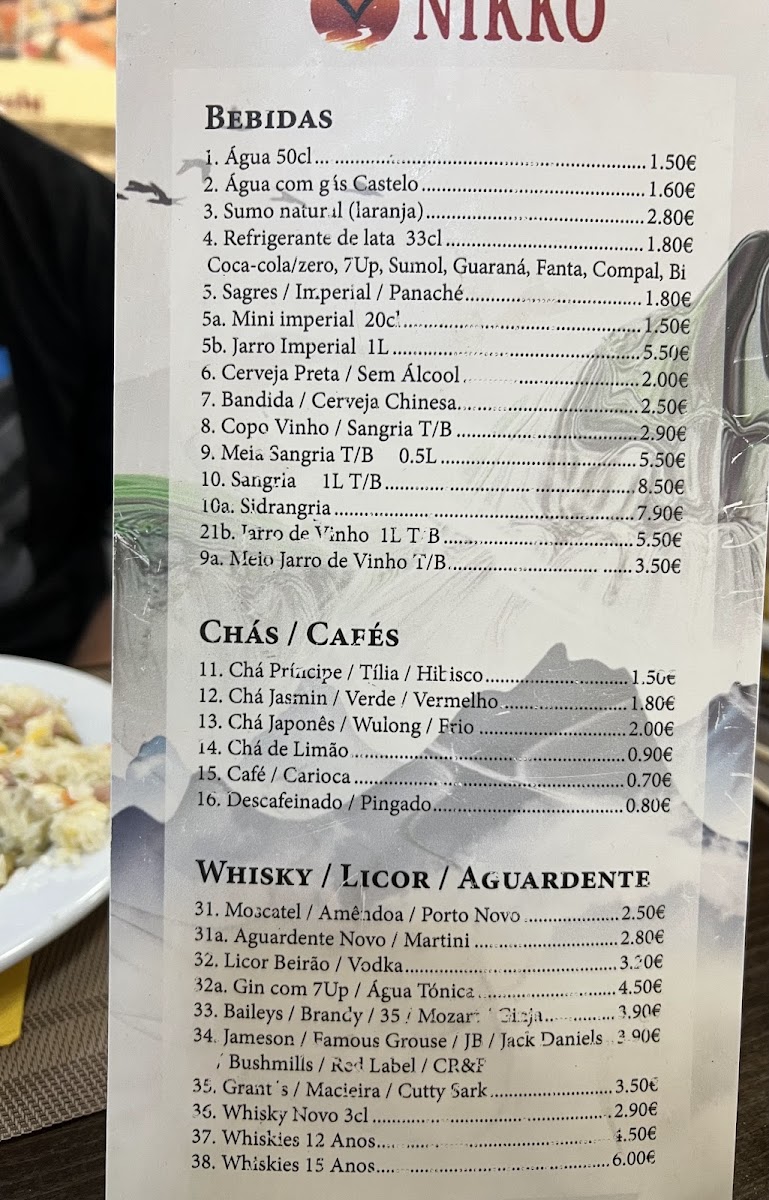 NIKKO
BEBIDAS
1. Água 50cl 1.50€
2. Água com gás Castelo 1.60€
3. Sumo natural (laranja) 2.80€
4. Refrigerante de lata 33cl 1.80€
Coca-cola/zero, 7Up, Sumol, Guaraná, Fanta, Compal, Bi
5. Sagres / Imperial / Panaché 1.80€
5a. Mini imperial 20cl 1.50€
5b. Jarro Imperial 1L 5.50€
6. Cerveja Preta / Sem Álcool 2.00€
7. Bandida / Cerveja Chinesa 2.50€
8. Copo Vinho / Sangria T/B 2.90€
9. Meia Sangria T/B 0.5L 5.50€
10. Sangria 1L T/B 8.50€
10a. Sidrangria 7.90€
21b. Jarro de Vinho 1L T/B 5.50€
9a. Meio Jarro de Vinho T/B 3.50€
CHÁS / CAFÉS
11. Chá Príncipe / Tília / Hibisco 1.50€
12. Chá Jasmin / Verde / Vermelho 1.80€
13. Chá Japonês / Wulong / Frio 2.00€
14. Chá de Limão 0.90€
15. Café / Carioca 0.70€
16. Descafeinado / Pingado 0.80€
WHISKY / LICOR / AGUARDENTE
31. Moscatel / Amêndoa / Porto Novo 2.50€
31a. Aguardente Novo / Martini 2.80€
32. Licor Beirão / Vodka
32a. Gin com 7Up / Água Tónica 4.50€
33. Baileys / Brandy / 35 / Mozart / Ginja 3.90€
34. Jameson / Famous Grouse / JB / Jack Daniels 3.90€
/ Bushmills / Red Label / CR&F
35. Grant's / Macieira / Cutty Sark 3.50€
36. Whisky Novo 3cl 2.90€
37. Whiskies 12 Anos 4.50€
38. Whiskies 15 Anos 6.00€